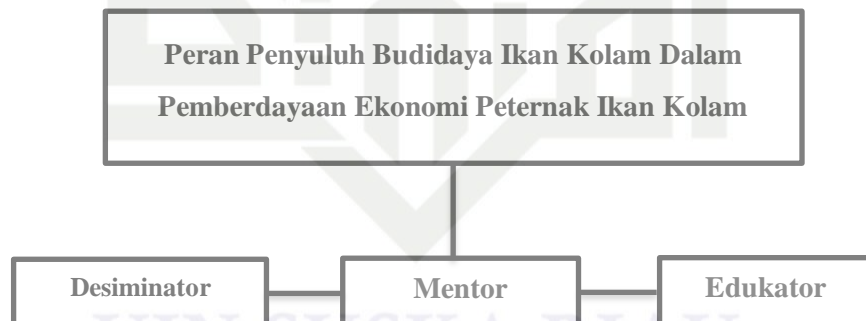 Peran Penyuluh Budidaya Ikan Kolam Dalam
Pemberdayaan Ekonomi Peternak Ikan Kolam
Desiminator
Mentor
Edukator